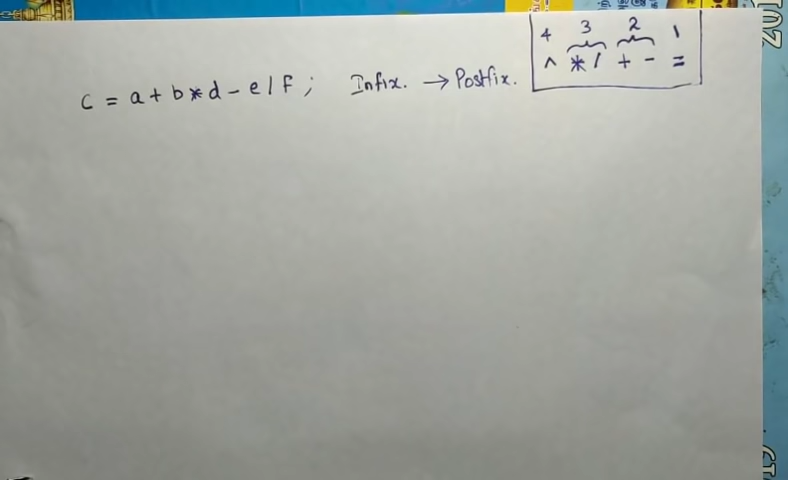 4 3 2 1
^ * / + - =
c = a + b * d - e / f ; Infix. → Postfix.